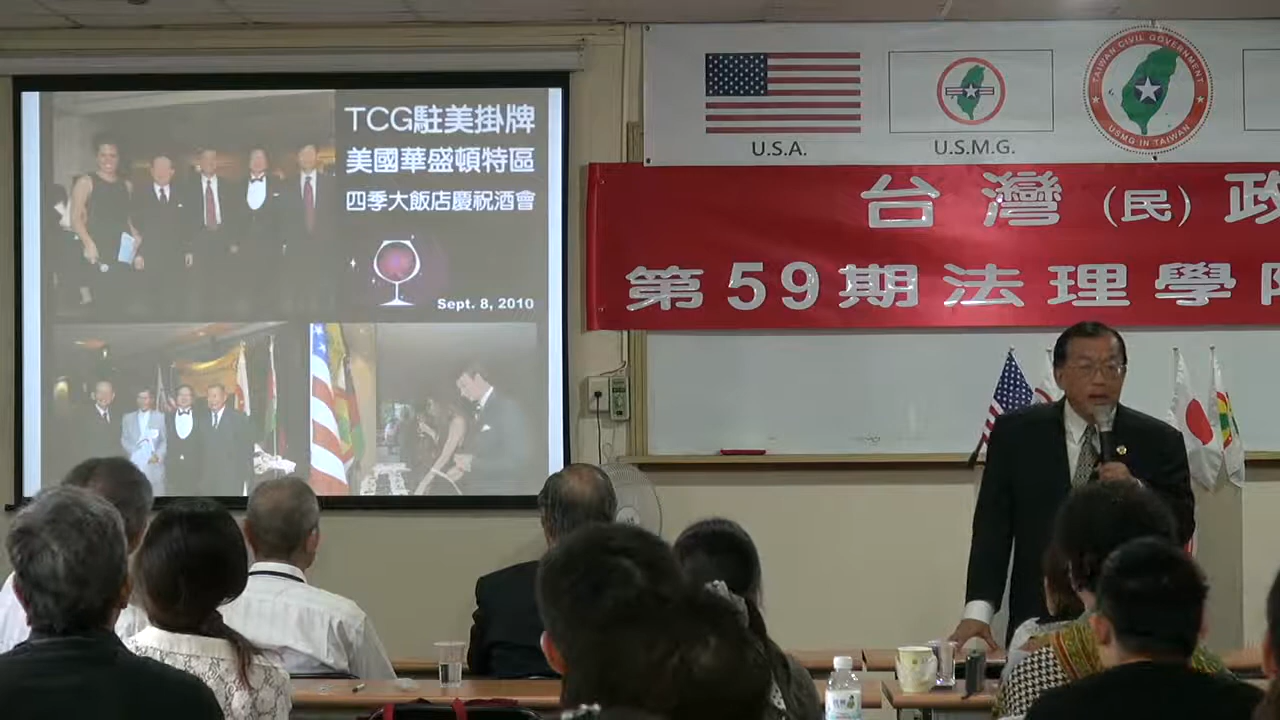 TCG駐美掛牌
美國華盛頓特區
四季大飯店慶祝酒會
Sept. 8, 2010
U.S.A.
U.S.M.G.
TAIWAN CIVIL GOVERNMENT
USMG IN TAIWAN
台灣(民)政
第59期法理學院